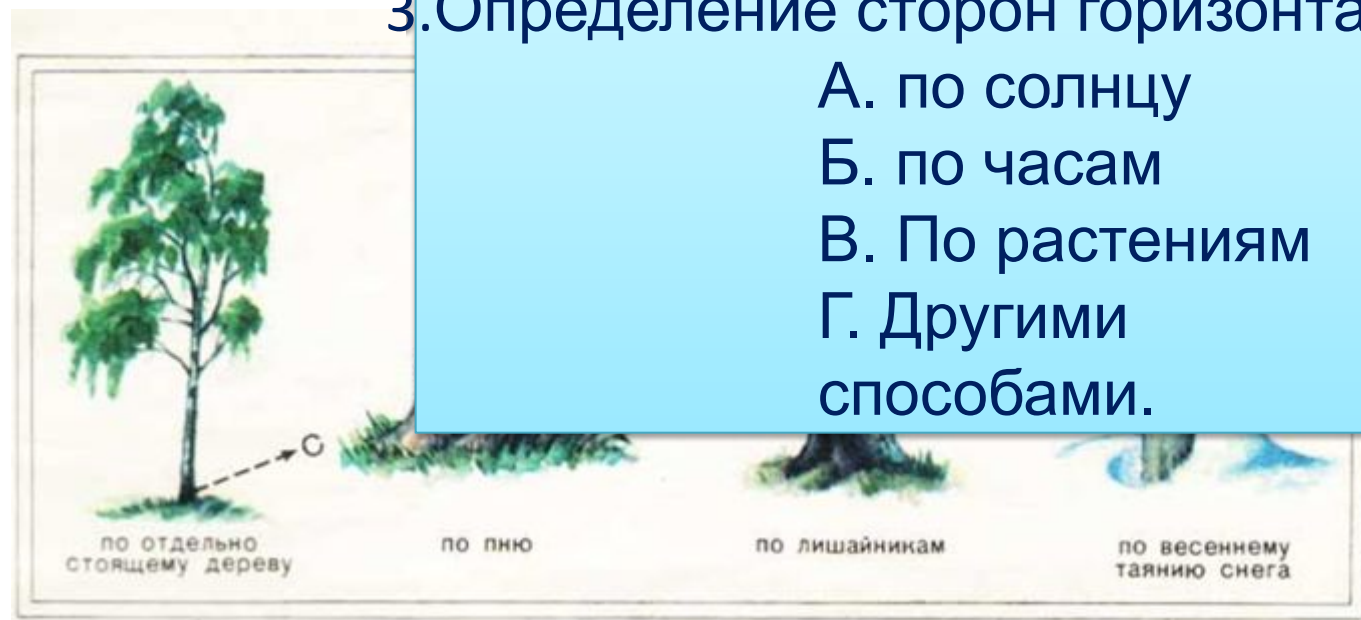 3.Определение сторон горизонта
А. по солнцу
Б. по часам
В. По растениям
Г. Другими
способами.
С
по отдельно
стоящему дереву
по пню
по лишайникам
по весеннему
таянию снега